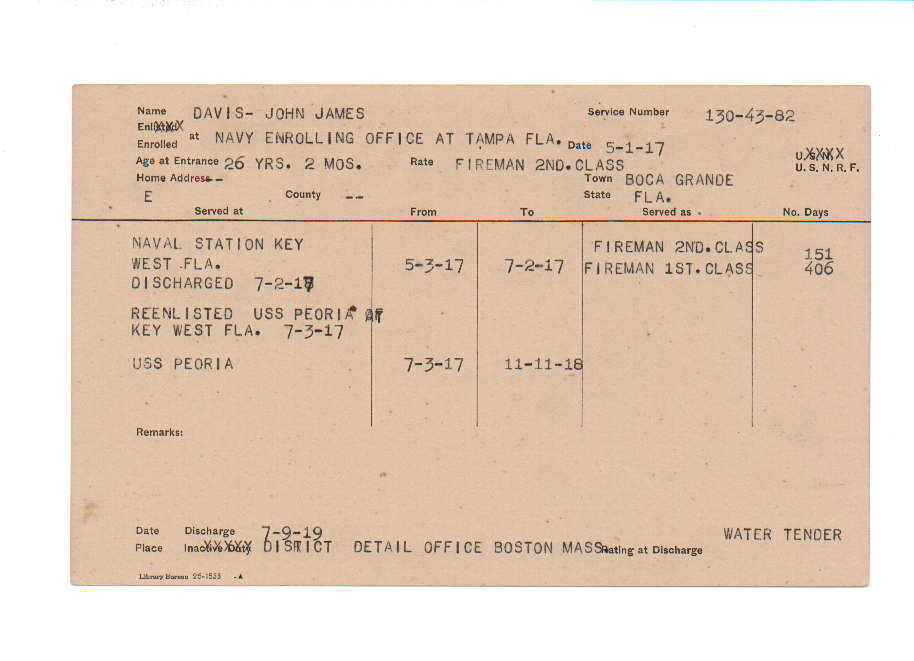 Name DAVIS- JOHN JAMES Service Number 130-43-82
Enlisted
Enrolled at NAVY ENROLLING OFFICE AT TAMPA FLA. Date 5-1-17 U.S.N.
Age at Entrance 26 YRS. 2 MOS. Rate FIREMAN 2ND.CLASS U. S. N. R. F.
Home Address -- Town BOCA GRANDE
E County -- State FLA.
Served at From To Served as No. Days
NAVAL STATION KEY FIREMAN 2ND.CLASS 151
WEST FLA. 5-3-17 7-2-17 FIREMAN 1ST.CLASS 406
DISCHARGED 7-2-17
REENLISTED USS PEORIA AT
KEY WEST FLA. 7-3-17
USS PEORIA 7-3-17 11-11-18
Remarks:
Date Discharge 7-9-19 WATER TENDER
Place Inactive Duty DISTRICT DETAIL OFFICE BOSTON MASS. Rating at Discharge
Library Bureau 26-1533 -A